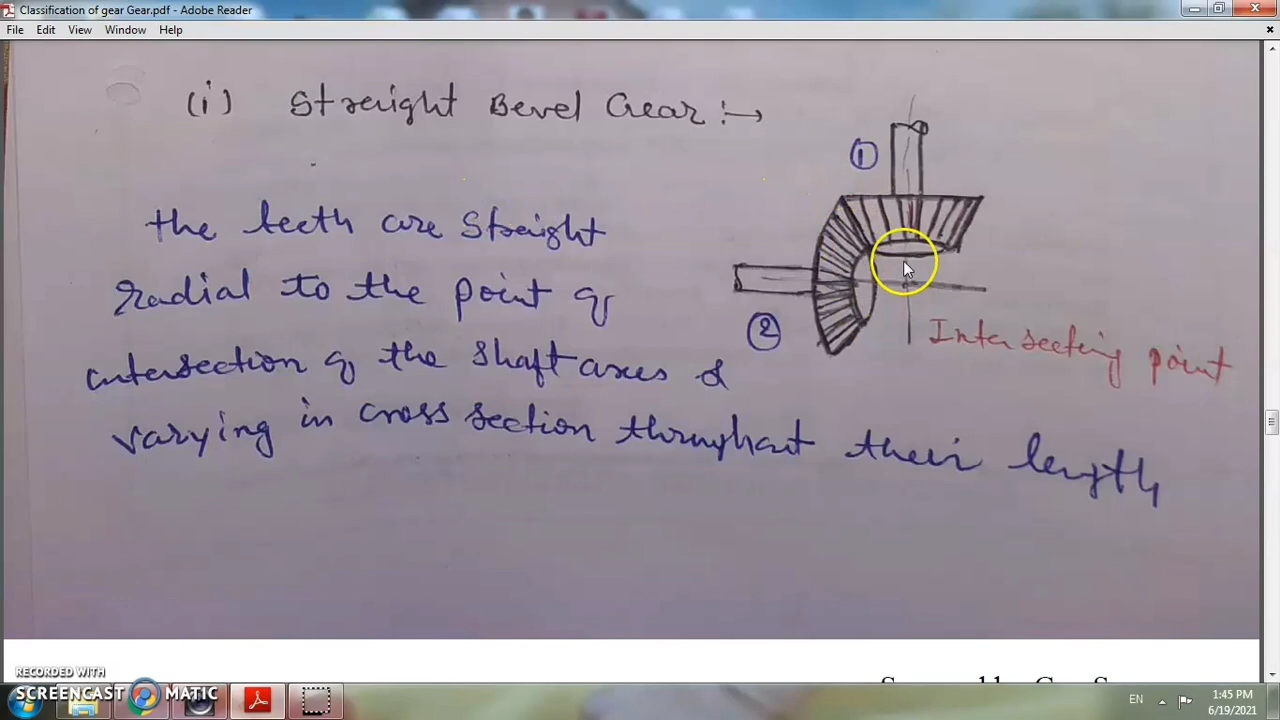 Classification of gear Gear.pdf - Adobe Reader
File Edit View Window Help
(i) Straight Bevel Gear :→
①
the teeth are Straight
radial to the point of
②
Intersecting point
intersection of the shaft axes &
varying in cross section throughout their length
RECORDED WITH
SCREENCAST MATIC
EN
1:45 PM
6/19/2021